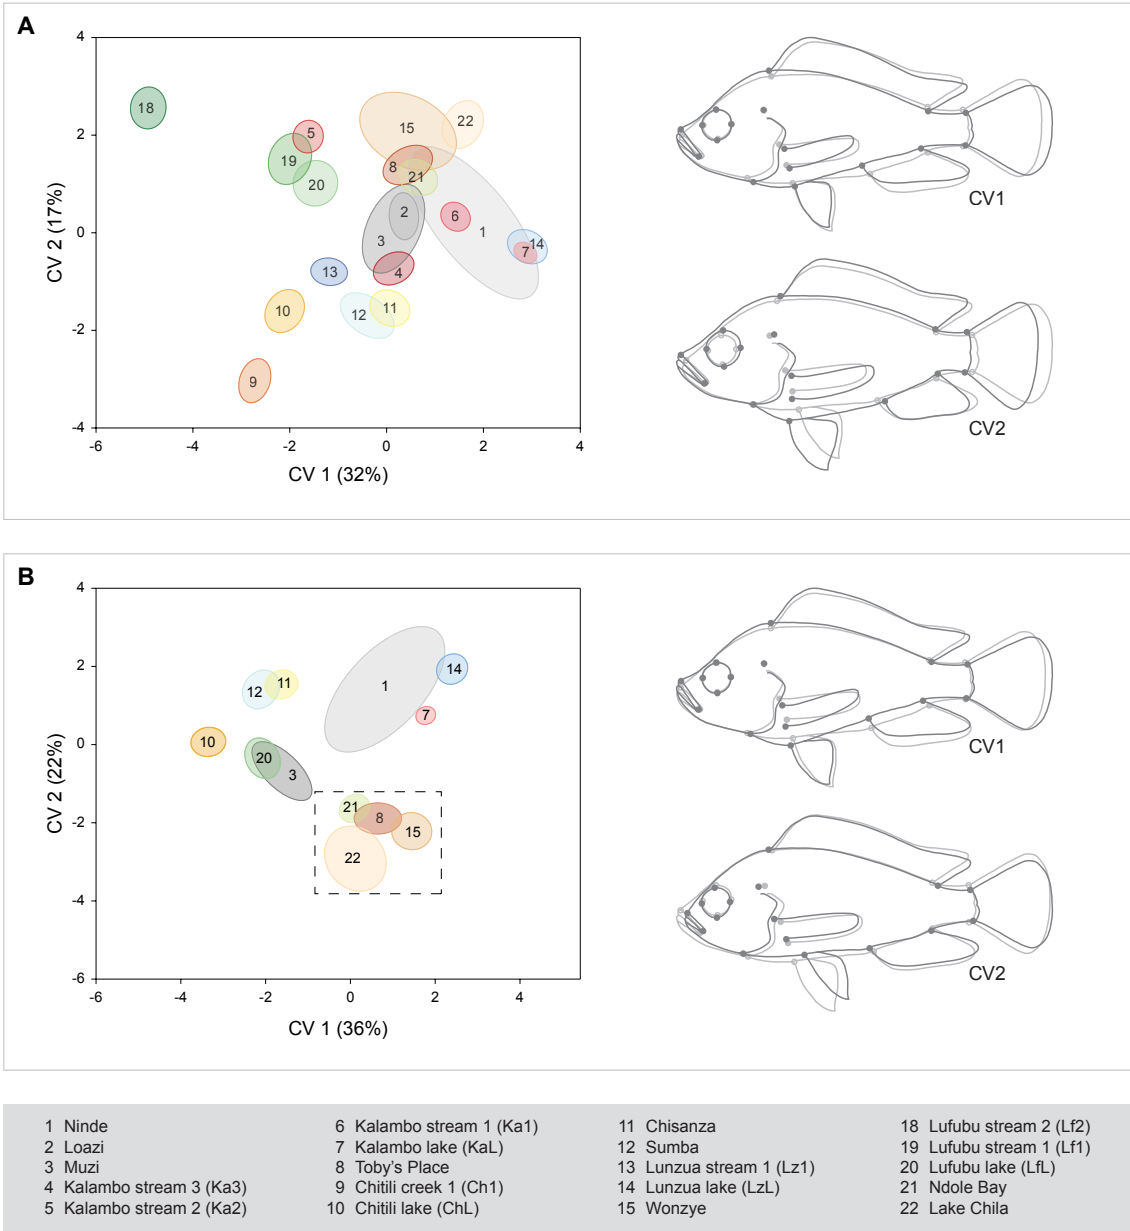 A
4
2
0
-2
-4
-6
-4
-2
0
2
4
CV 2 (17%)
CV 1 (32%)
18
5
19
20
15
22
8
21
2
6
1
3
14
7
4
13
12
11
10
9
CV1
CV2
B
4
2
0
-2
-4
-6
-6
-4
-2
0
2
4
CV 2 (22%)
CV 1 (36%)
1
14
12
11
7
10
20
3
21
8
15
22
CV1
CV2
1 Ninde
2 Loazi
3 Muzi
4 Kalambo stream 3 (Ka3)
5 Kalambo stream 2 (Ka2)
6 Kalambo stream 1 (Ka1)
7 Kalambo lake (KaL)
8 Toby's Place
9 Chitili creek 1 (Ch1)
10 Chitili lake (ChL)
11 Chisanza
12 Sumba
13 Lunzua stream 1 (Lz1)
14 Lunzua lake (LzL)
15 Wonzye
18 Lufubu stream 2 (Lf2)
19 Lufubu stream 1 (Lf1)
20 Lufubu lake (LfL)
21 Ndole Bay
22 Lake Chila